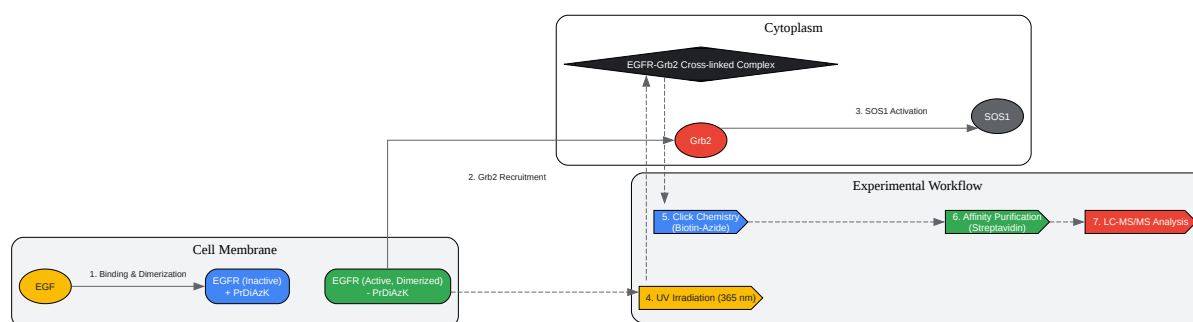 Cytoplasm
EGFR-Grb2 Cross-linked Complex
3. SOS1 Activation
SOS1
Grb2
2. Grb2 Recruitment
Experimental Workflow
5. Click Chemistry
(Biotin-Azide)
6. Affinity Purification
(Streptavidin)
7. LC-MS/MS Analysis
Cell Membrane
1. Binding & Dimerization
EGF
EGFR (Inactive)
+ PrDiAzK
EGFR (Active, Dimerized)
- PrDiAzK
4. UV Irradiation (365 nm)